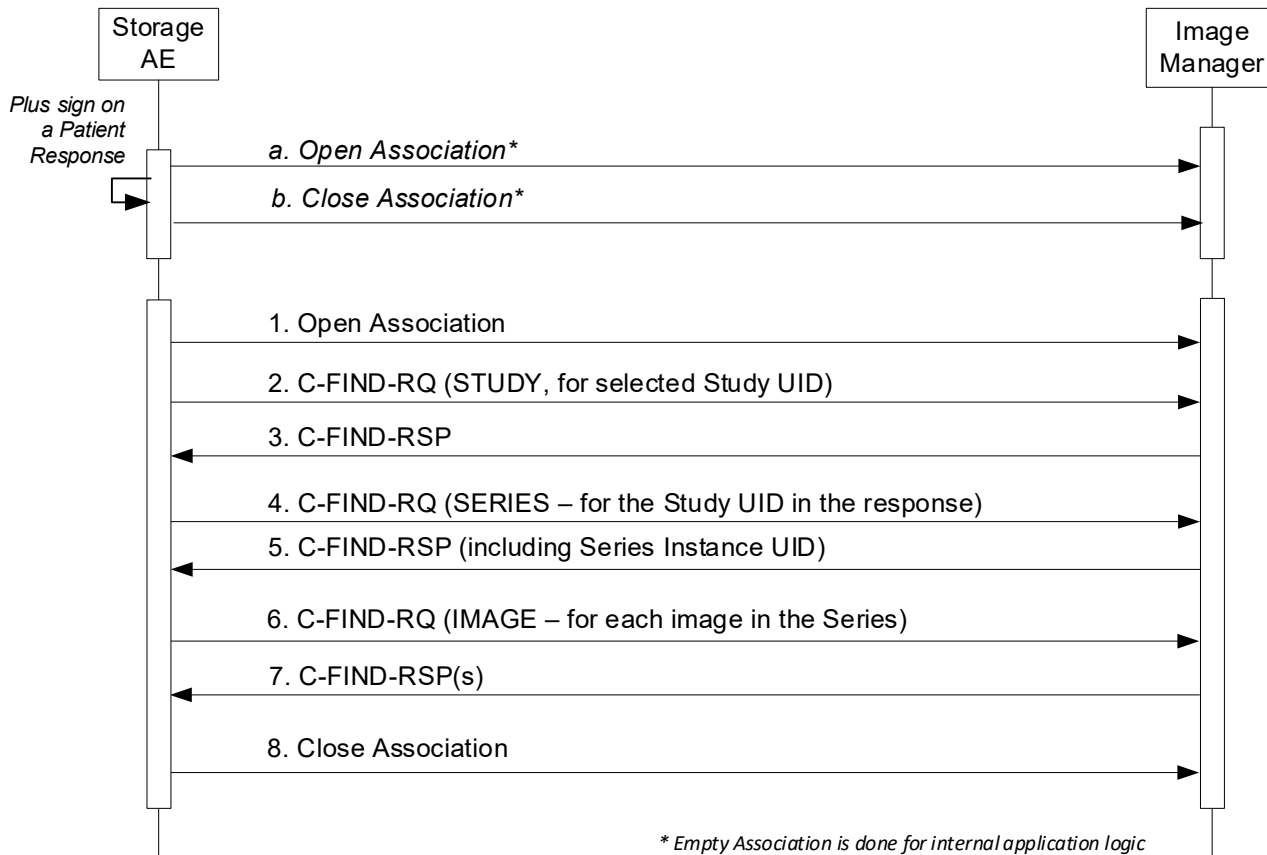 Storage
AE
Image
Manager
Plus sign on
a Patient
Response
a. Open Association*
b. Close Association*
1. Open Association
2. C-FIND-RQ (STUDY, for selected Study UID)
3. C-FIND-RSP
4. C-FIND-RQ (SERIES – for the Study UID in the response)
5. C-FIND-RSP (including Series Instance UID)
6. C-FIND-RQ (IMAGE – for each image in the Series)
7. C-FIND-RSP(s)
8. Close Association
* Empty Association is done for internal application logic